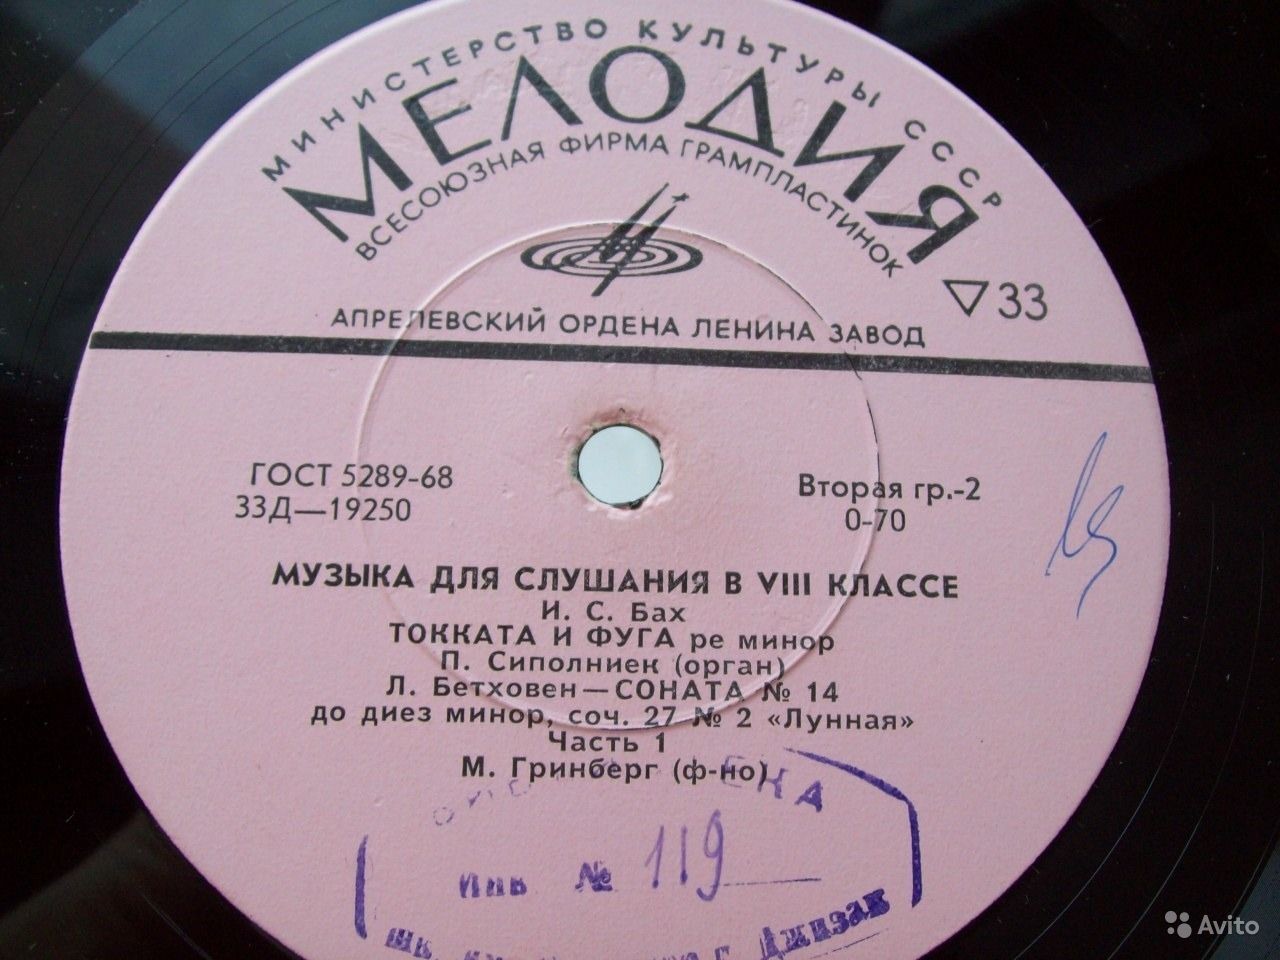 МИНИСТЕРСТВО КУЛЬТУРЫ СССР
МЕЛОДИЯ
ВСЕСОЮЗНАЯ ФИРМА ГРАМПЛАСТИНОК
▽33
АПРЕЛЕВСКИЙ ОРДЕНА ЛЕНИНА ЗАВОД
ГОСТ 5289-68
33Д—19250
Вторая гр.-2
0-70
МУЗЫКА ДЛЯ СЛУШАНИЯ В VIII КЛАССЕ
И. С. Бах
ТОККАТА И ФУГА ре минор
П. Сиполниек (орган)
Л. Бетховен—СОНАТА № 14
до диез минор, соч. 27 № 2 «Лунная»
Часть 1
М. Гринберг (ф-но)
Инв № 119
г. Джизак
Avito